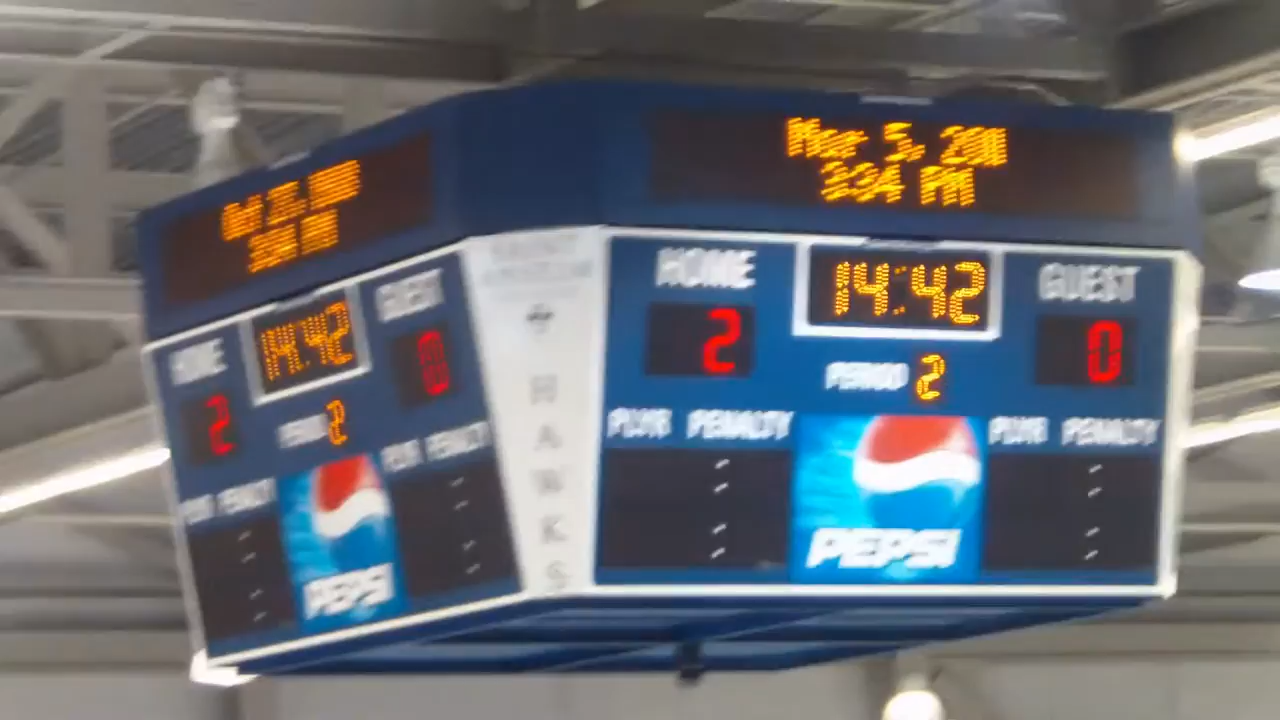 Mar 5, 2011
3:34 PM
HOME
14:42
GUEST
2
0
PERIOD 2
PLYR PENALTY
PLYR PENALTY
PEPSI
HOME
14:42
GUEST
2
0
PERIOD 2
PLYR PENALTY
PLYR PENALTY
PEPSI
H
A
W
K
S